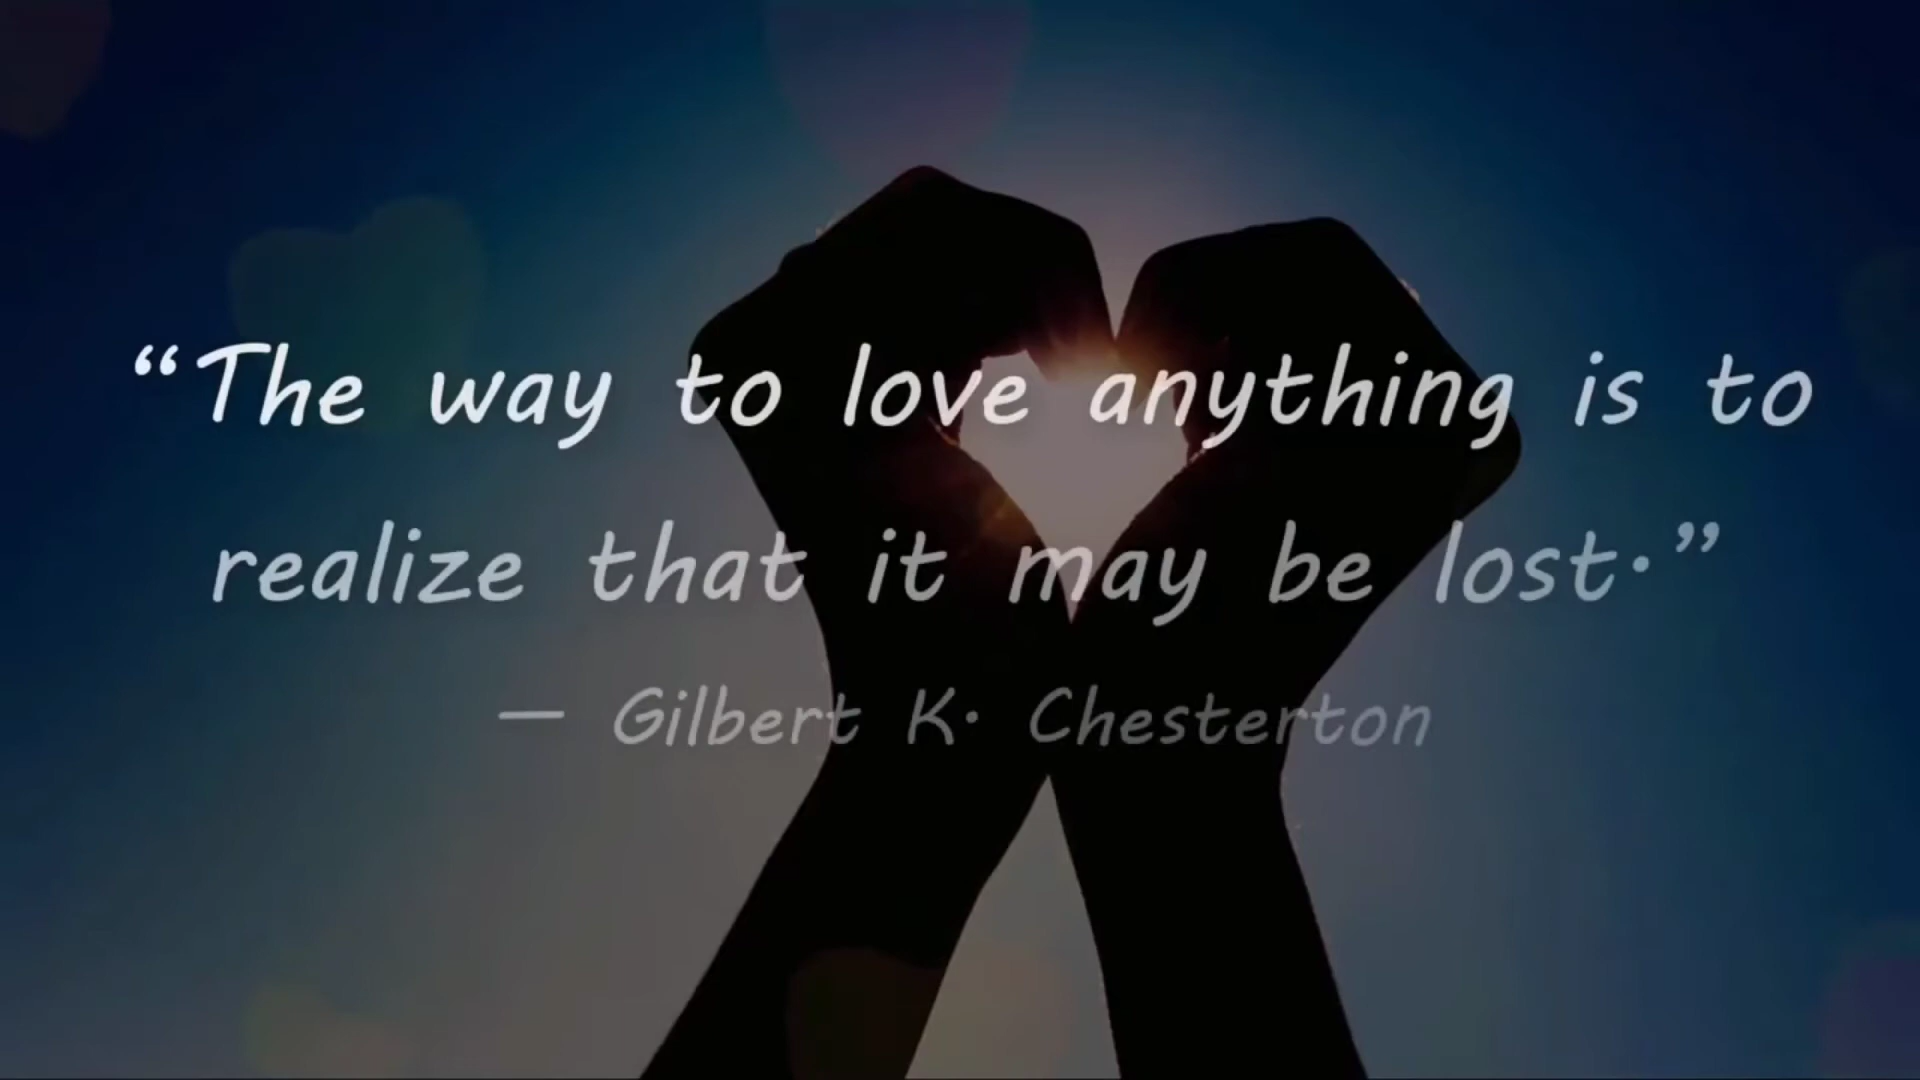 “The way to love anything is to
realize that it may be lost.”
— Gilbert K. Chesterton